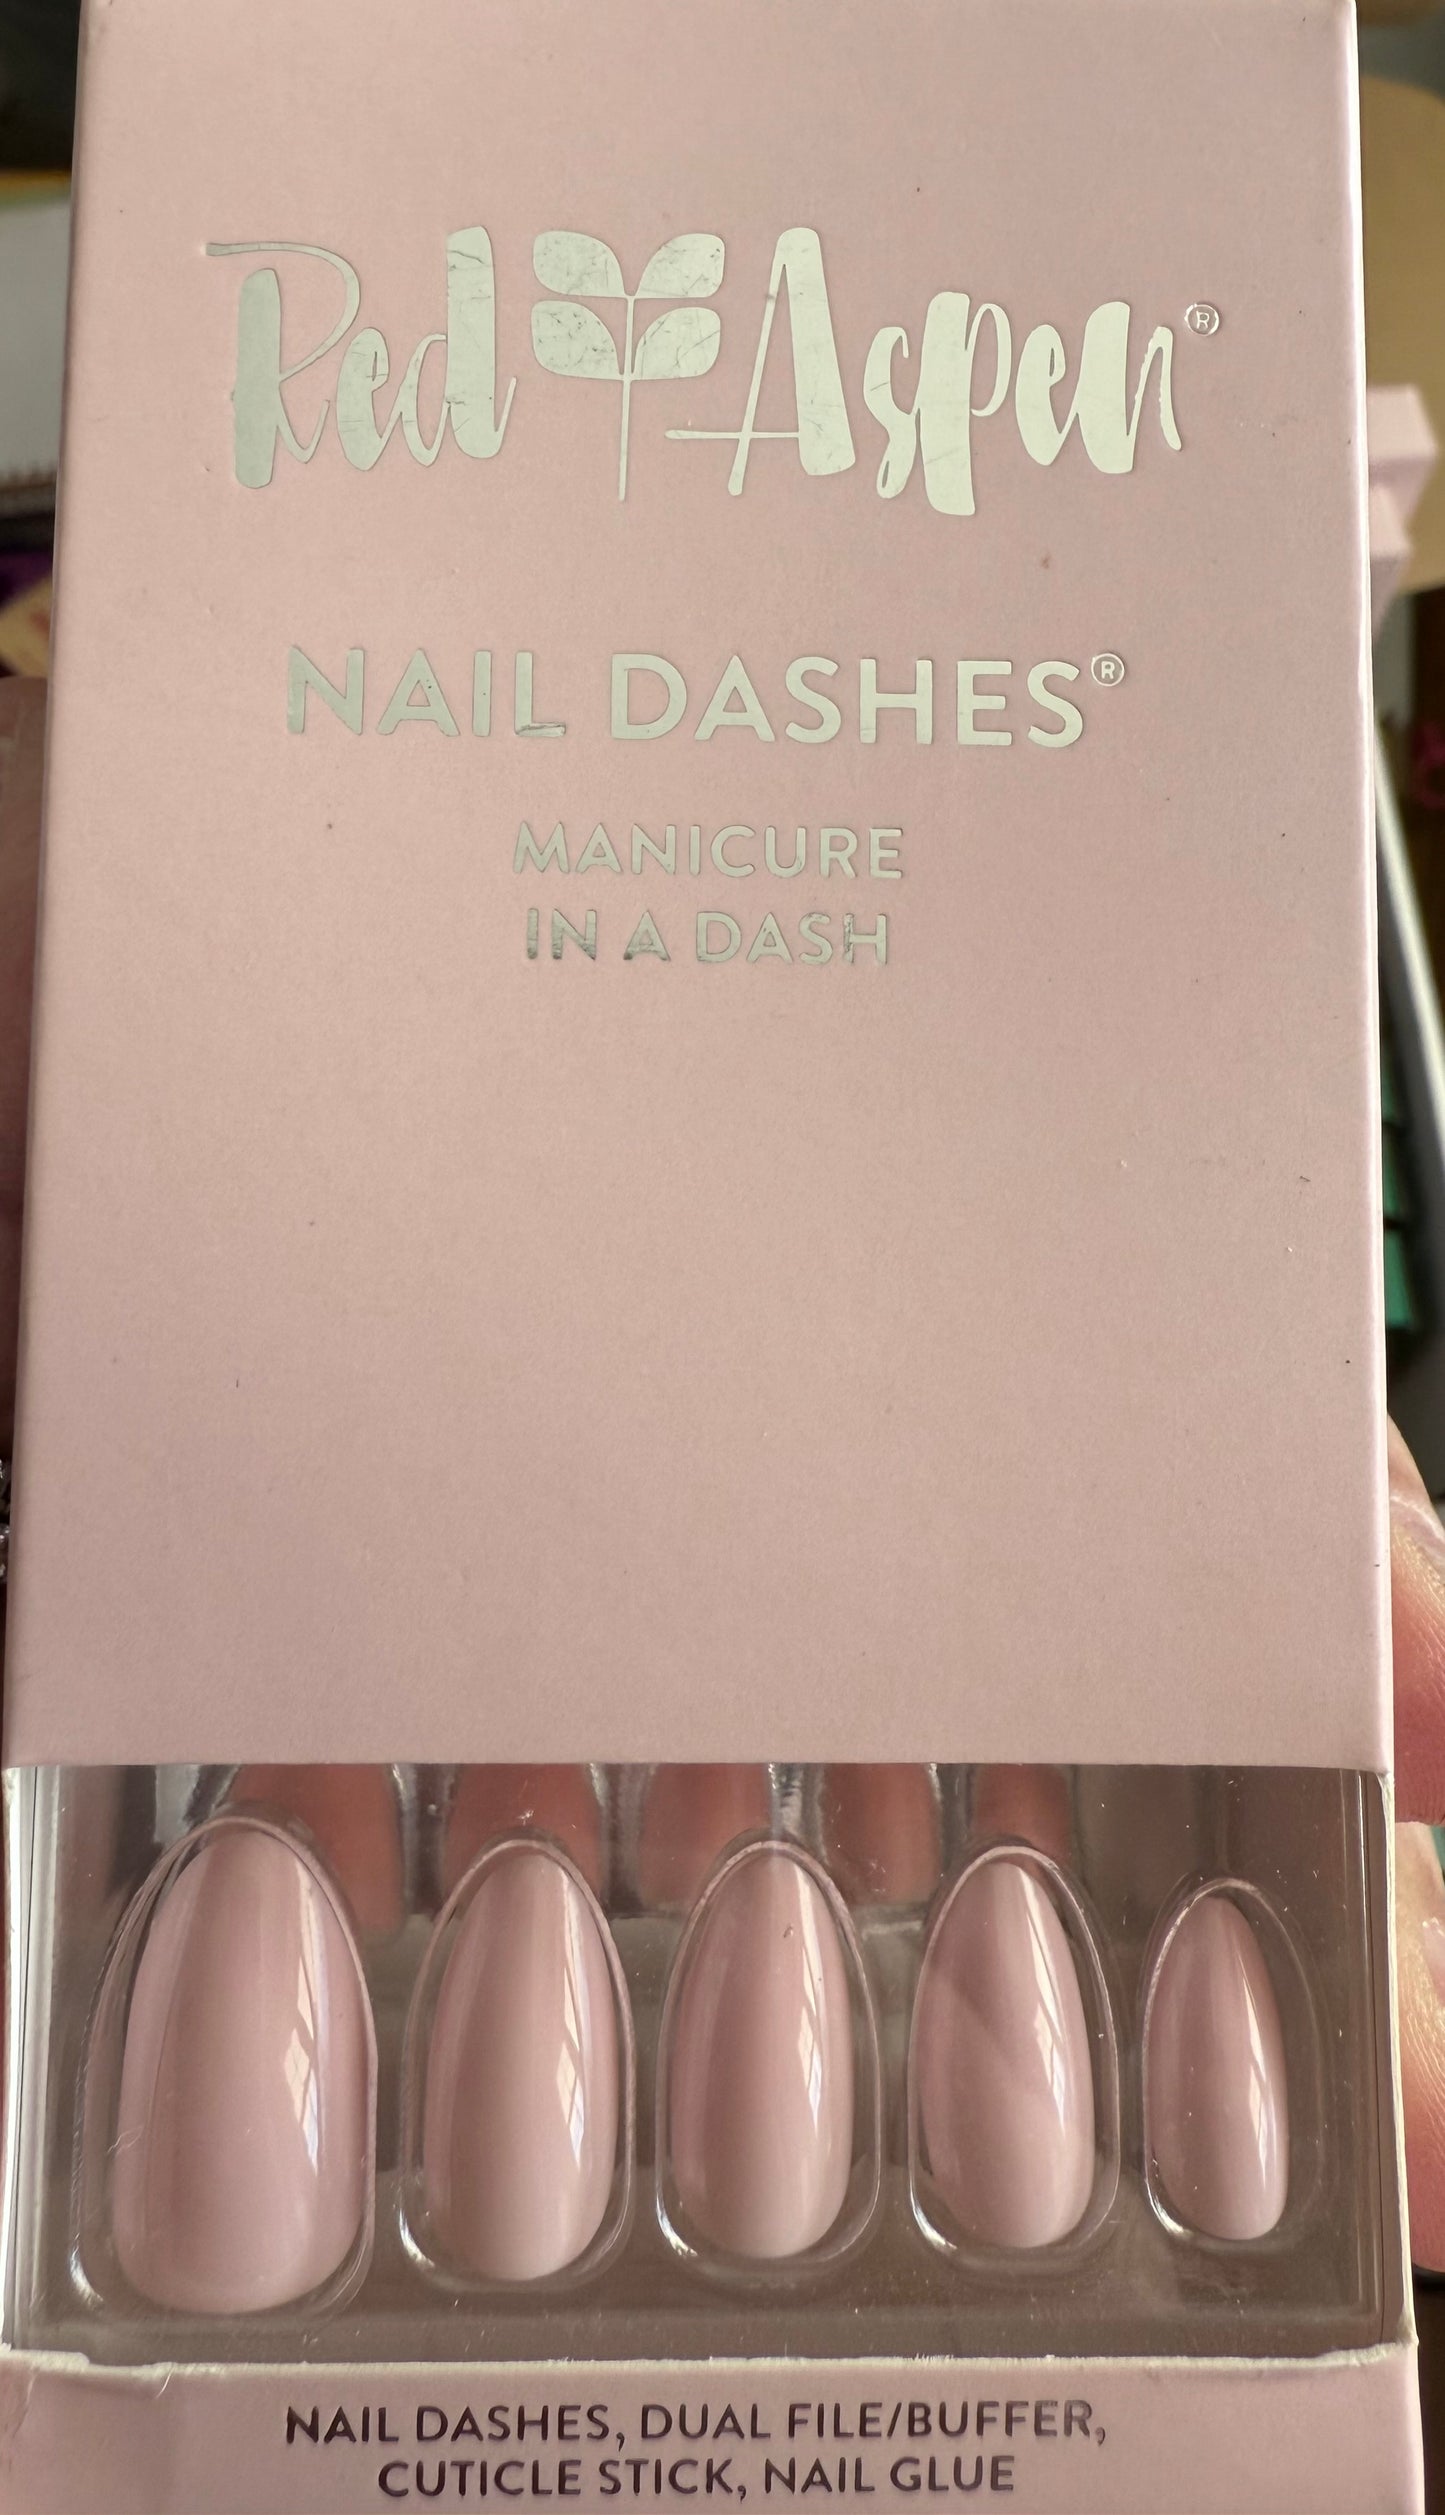 Red Aspen®
NAIL DASHES®
MANICURE
IN A DASH
NAIL DASHES, DUAL FILE/BUFFER,
CUTICLE STICK, NAIL GLUE